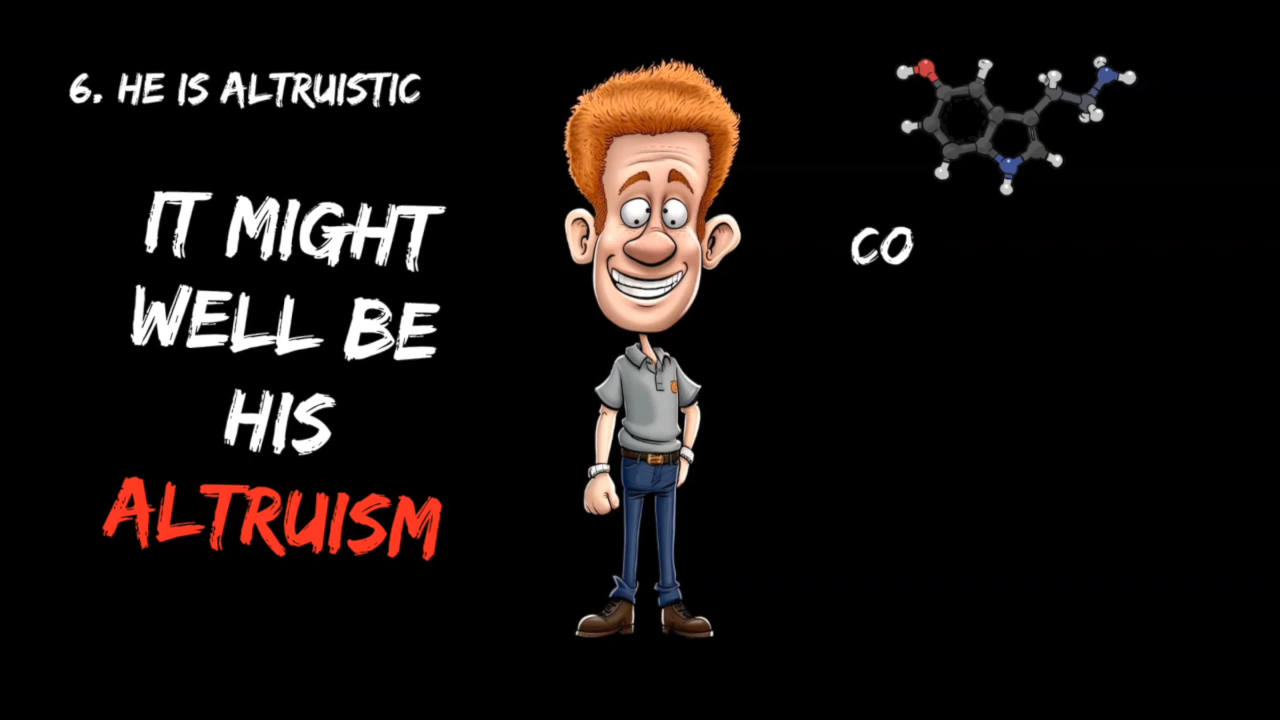 6. HE IS ALTRUISTIC
IT MIGHT
WELL BE
HIS
ALTRUISM
CO